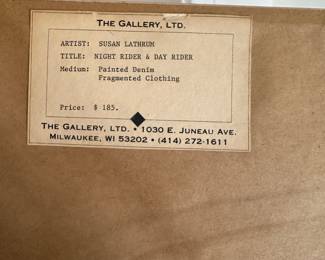 THE GALLERY, LTD.
ARTIST: SUSAN LATHRUM
TITLE: NIGHT RIDER & DAY RIDER
Medium: Painted Denim
Fragmented Clothing
Price: $ 185.
THE GALLERY, LTD. • 1030 E. JUNEAU AVE.
MILWAUKEE, WI 53202 • (414) 272-1611